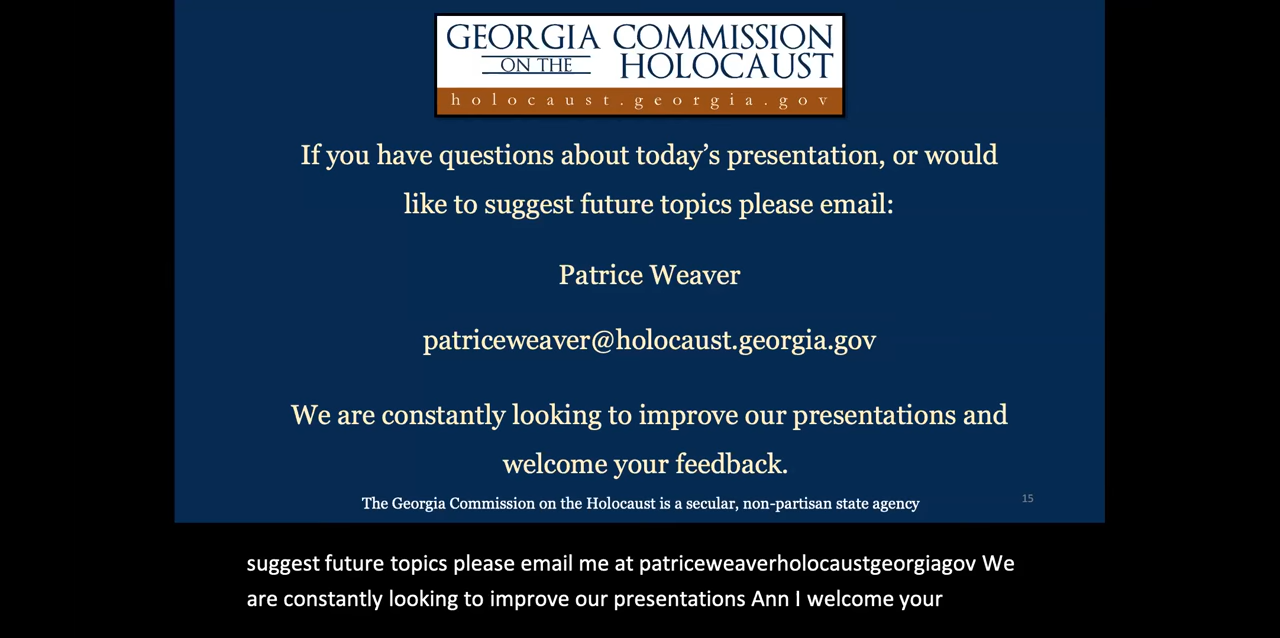 GEORGIA COMMISSION
ON THE HOLOCAUST
holocaust.georgia.gov
If you have questions about today’s presentation, or would
like to suggest future topics please email:
Patrice Weaver
patriceweaver@holocaust.georgia.gov
We are constantly looking to improve our presentations and
welcome your feedback.
The Georgia Commission on the Holocaust is a secular, non-partisan state agency
15
suggest future topics please email me at patriceweaverholocaustgeorgiagov We
are constantly looking to improve our presentations Ann I welcome your